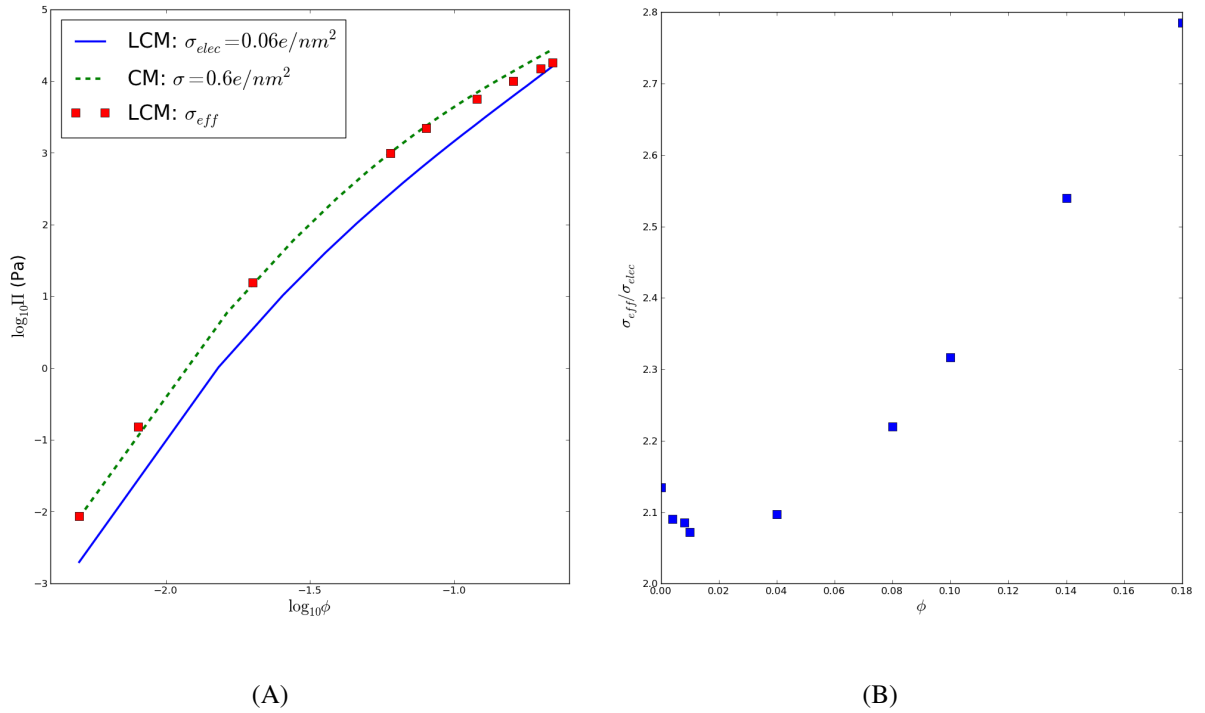 LCM: σ_elec = 0.06e/nm²
CM: σ = 0.6e/nm²
LCM: σ_eff
5
4
3
2
1
0
−1
−2
−3
log₁₀Π (Pa)
−2.0 −1.5 −1.0
log₁₀ϕ
(A)
2.8
2.7
2.6
2.5
2.4
2.3
2.2
2.1
2.0
σ_eff/σ_elec
0.00 0.02 0.04 0.06 0.08 0.10 0.12 0.14 0.16 0.18
ϕ
(B)